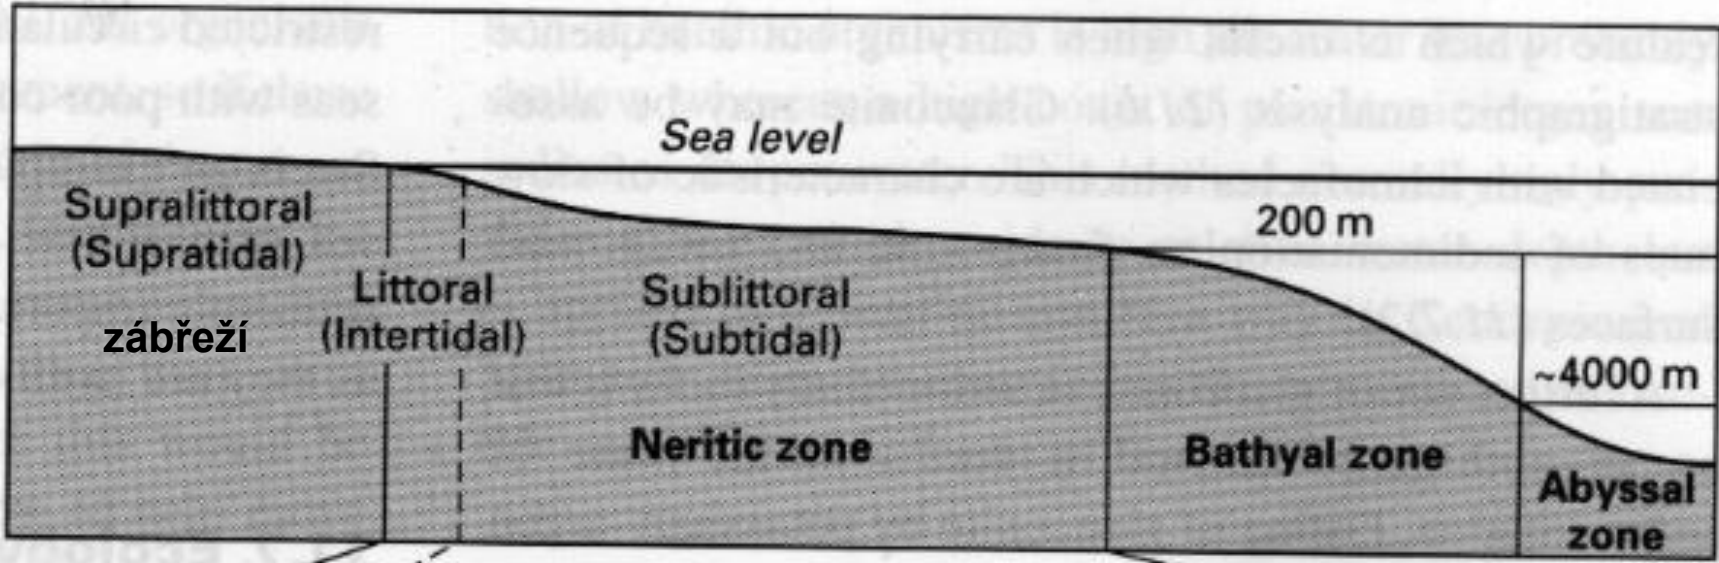 Sea level
Supralittoral
(Supratidal)
zábřeží
Littoral
(Intertidal)
Sublittoral
(Subtidal)
200 m
~4000 m
Neritic zone
Bathyal zone
Abyssal
zone